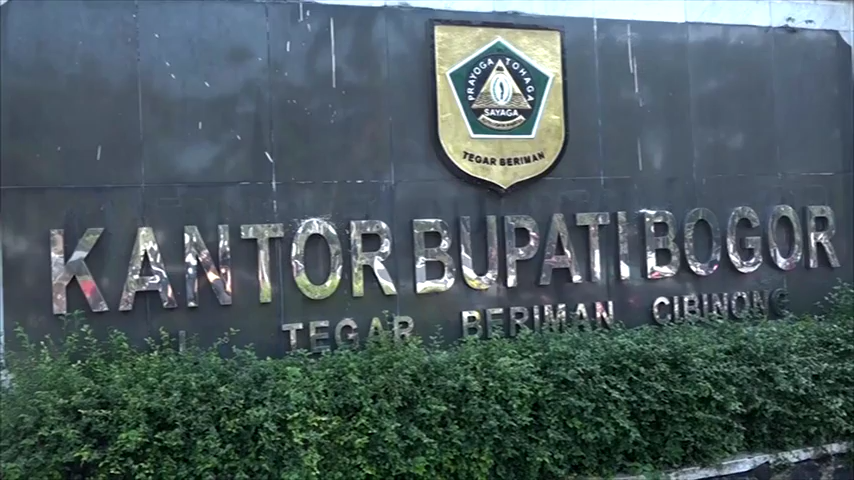 PRAYOGA TOHAGA
SAYAGA
TEGAR BERIMAN
KANTOR BUPATI BOGOR
TEGAR BERIMAN CIBINONG